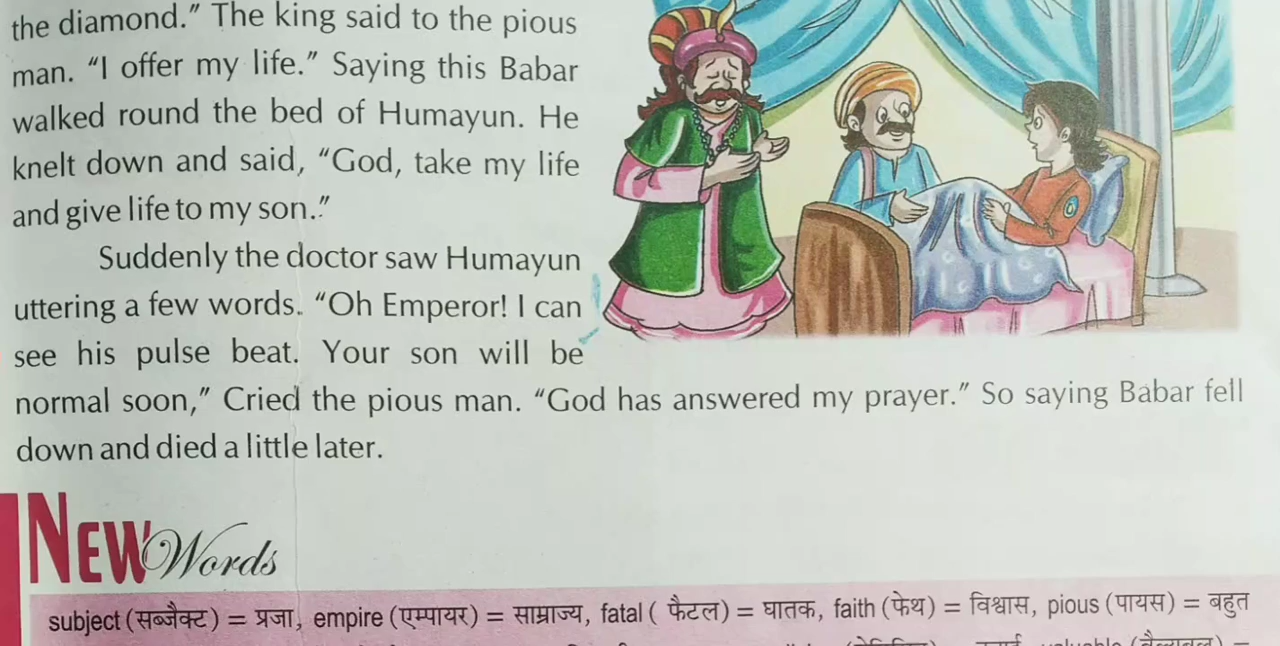 the diamond.” The king said to the pious
man. “I offer my life.” Saying this Babar
walked round the bed of Humayun. He
knelt down and said, “God, take my life
and give life to my son.”
Suddenly the doctor saw Humayun
uttering a few words. “Oh Emperor! I can
see his pulse beat. Your son will be
normal soon,” Cried the pious man. “God has answered my prayer.” So saying Babar fell
down and died a little later.
NEW Words
subject (सब्जैक्ट) = प्रजा, empire (एम्पायर) = साम्राज्य, fatal ( फैटल) = घातक, faith (फेथ) = विश्वास, pious (पायस) = बहुत